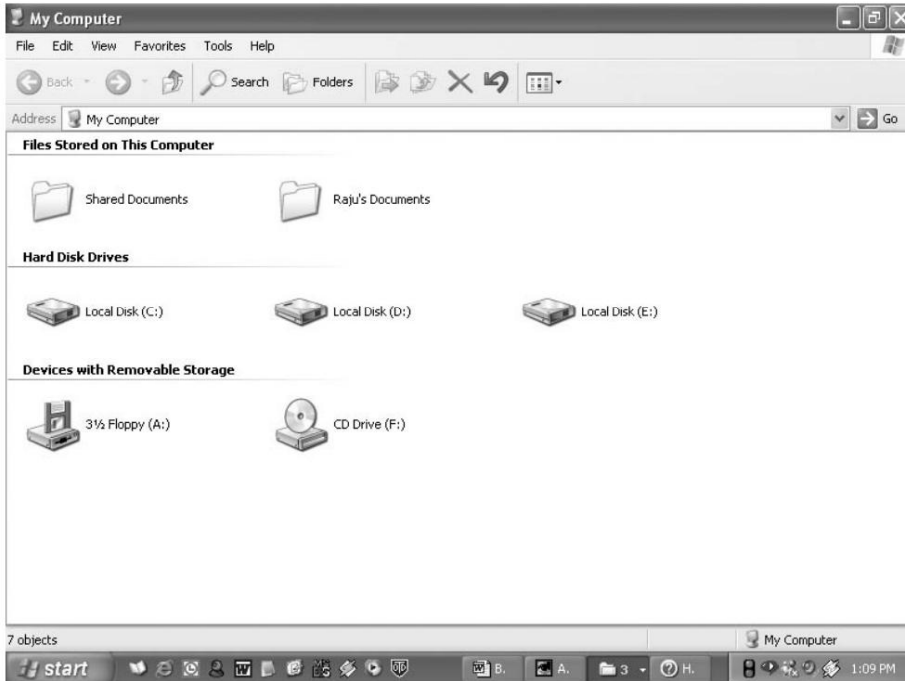 My Computer
File Edit View Favorites Tools Help
Back Search Folders
Address My Computer Go
Files Stored on This Computer
Shared Documents Raju's Documents
Hard Disk Drives
Local Disk (C:) Local Disk (D:) Local Disk (E:)
Devices with Removable Storage
3½ Floppy (A:) CD Drive (F:)
7 objects My Computer
start B. A. 3 H. 1:09 PM